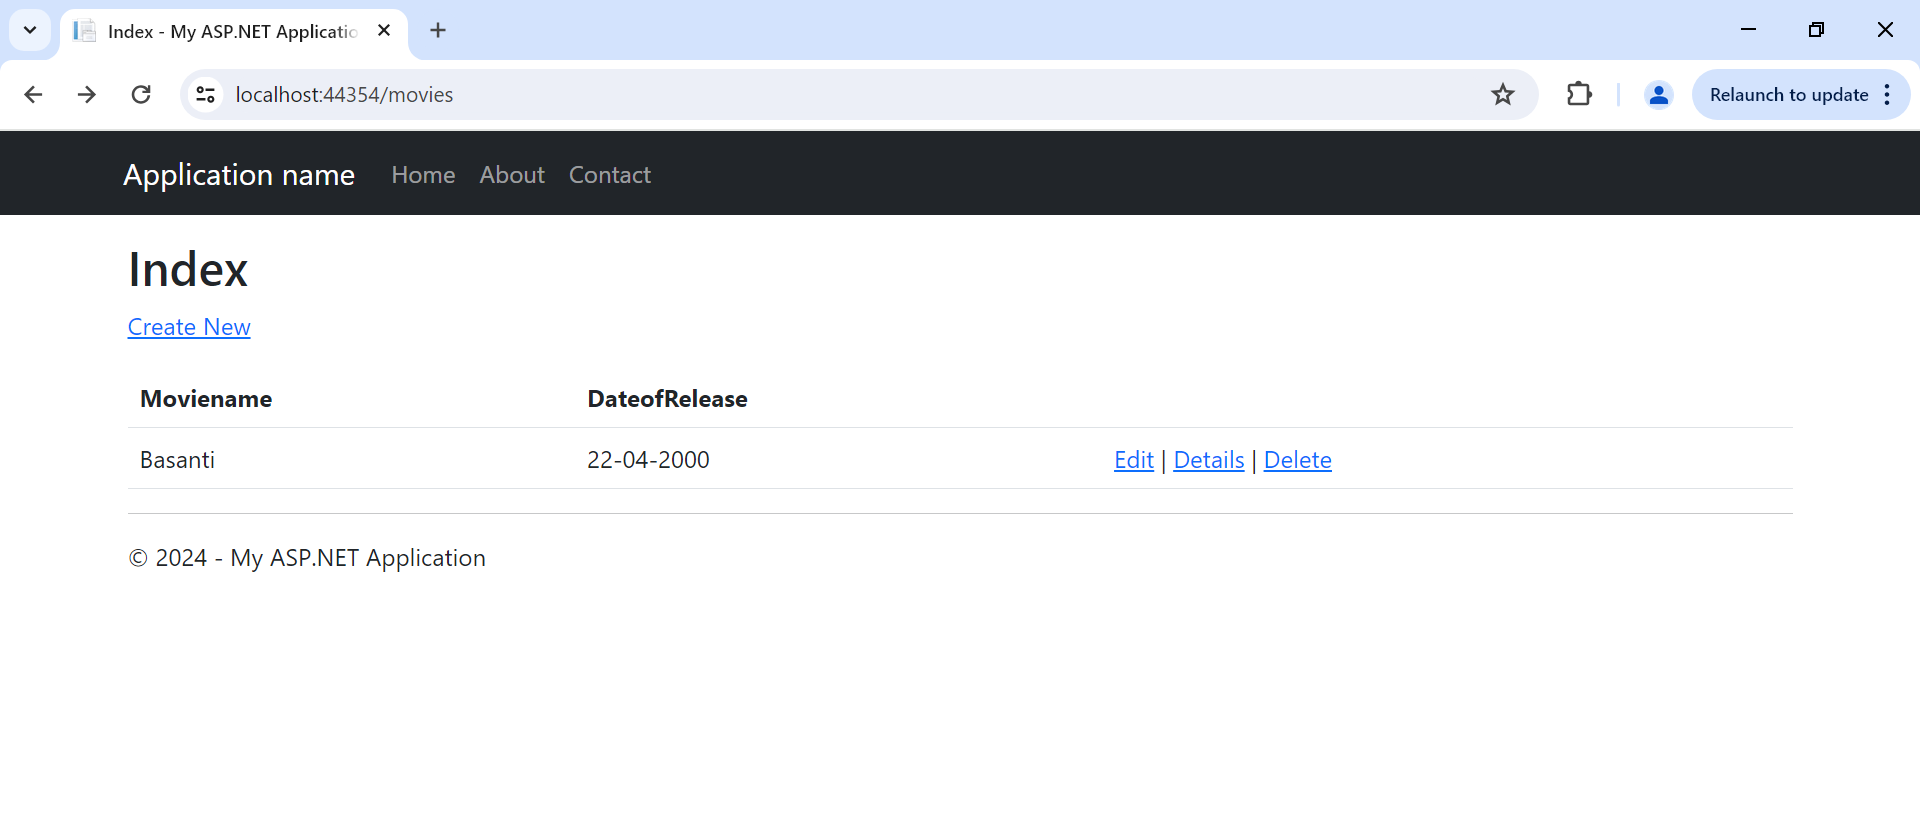 Index - My ASP.NET Applicatio
localhost:44354/movies
Relaunch to update
Application name Home About Contact
Index
Create New
Moviename DateofRelease
Basanti 22-04-2000 Edit | Details | Delete
© 2024 - My ASP.NET Application